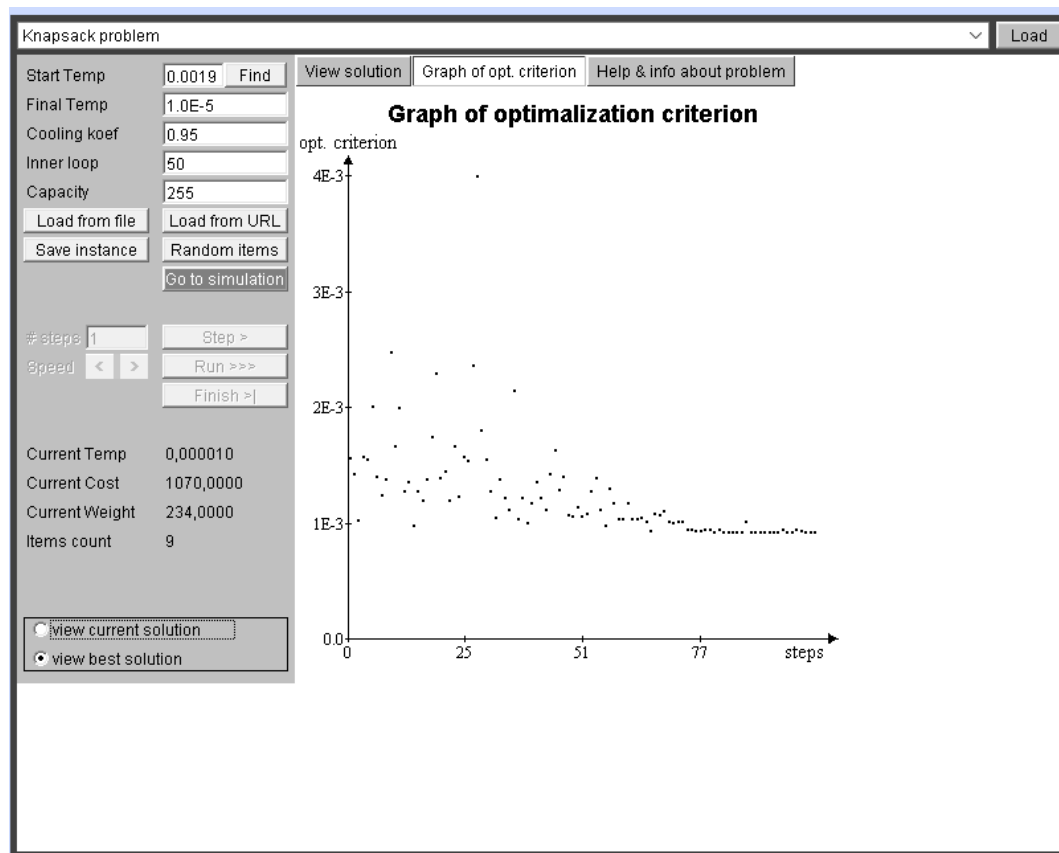 Knapsack problem Load
Start Temp 0.0019 Find
Final Temp 1.0E-5
Cooling koef 0.95
Inner loop 50
Capacity 255
Load from file Load from URL
Save instance Random items
Go to simulation
# steps 1 Step >
Speed < > Run >>>
Finish >|
Current Temp 0,000010
Current Cost 1070,0000
Current Weight 234,0000
Items count 9
view current solution
view best solution
View solution Graph of opt. criterion Help & info about problem
Graph of optimalization criterion
opt. criterion
4E-3
3E-3
2E-3
1E-3
0.0
0 25 51 77 steps